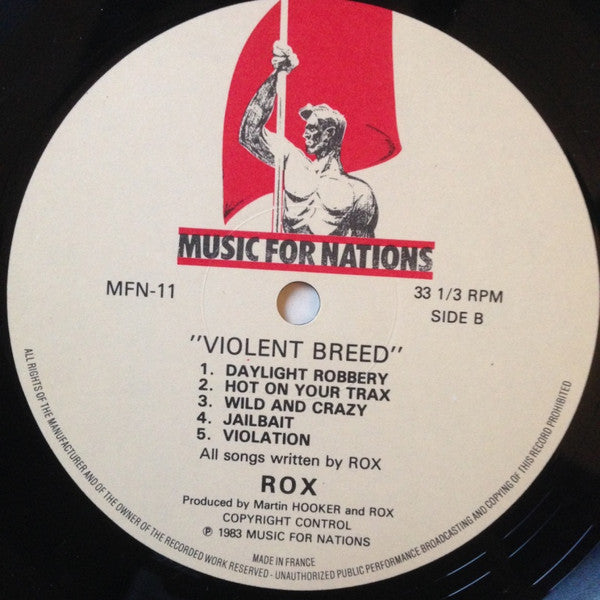 MUSIC FOR NATIONS
MFN-11
33 1/3 RPM
SIDE B
"VIOLENT BREED"
1. DAYLIGHT ROBBERY
2. HOT ON YOUR TRAX
3. WILD AND CRAZY
4. JAILBAIT
5. VIOLATION
All songs written by ROX
ROX
Produced by Martin HOOKER and ROX
COPYRIGHT CONTROL
℗ 1983 MUSIC FOR NATIONS
MADE IN FRANCE
ALL RIGHTS OF THE MANUFACTURER AND OF THE OWNER OF THE RECORDED WORK RESERVED - UNAUTHORIZED PUBLIC PERFORMANCE BROADCASTING AND COPYING OF THIS RECORD PROHIBITED